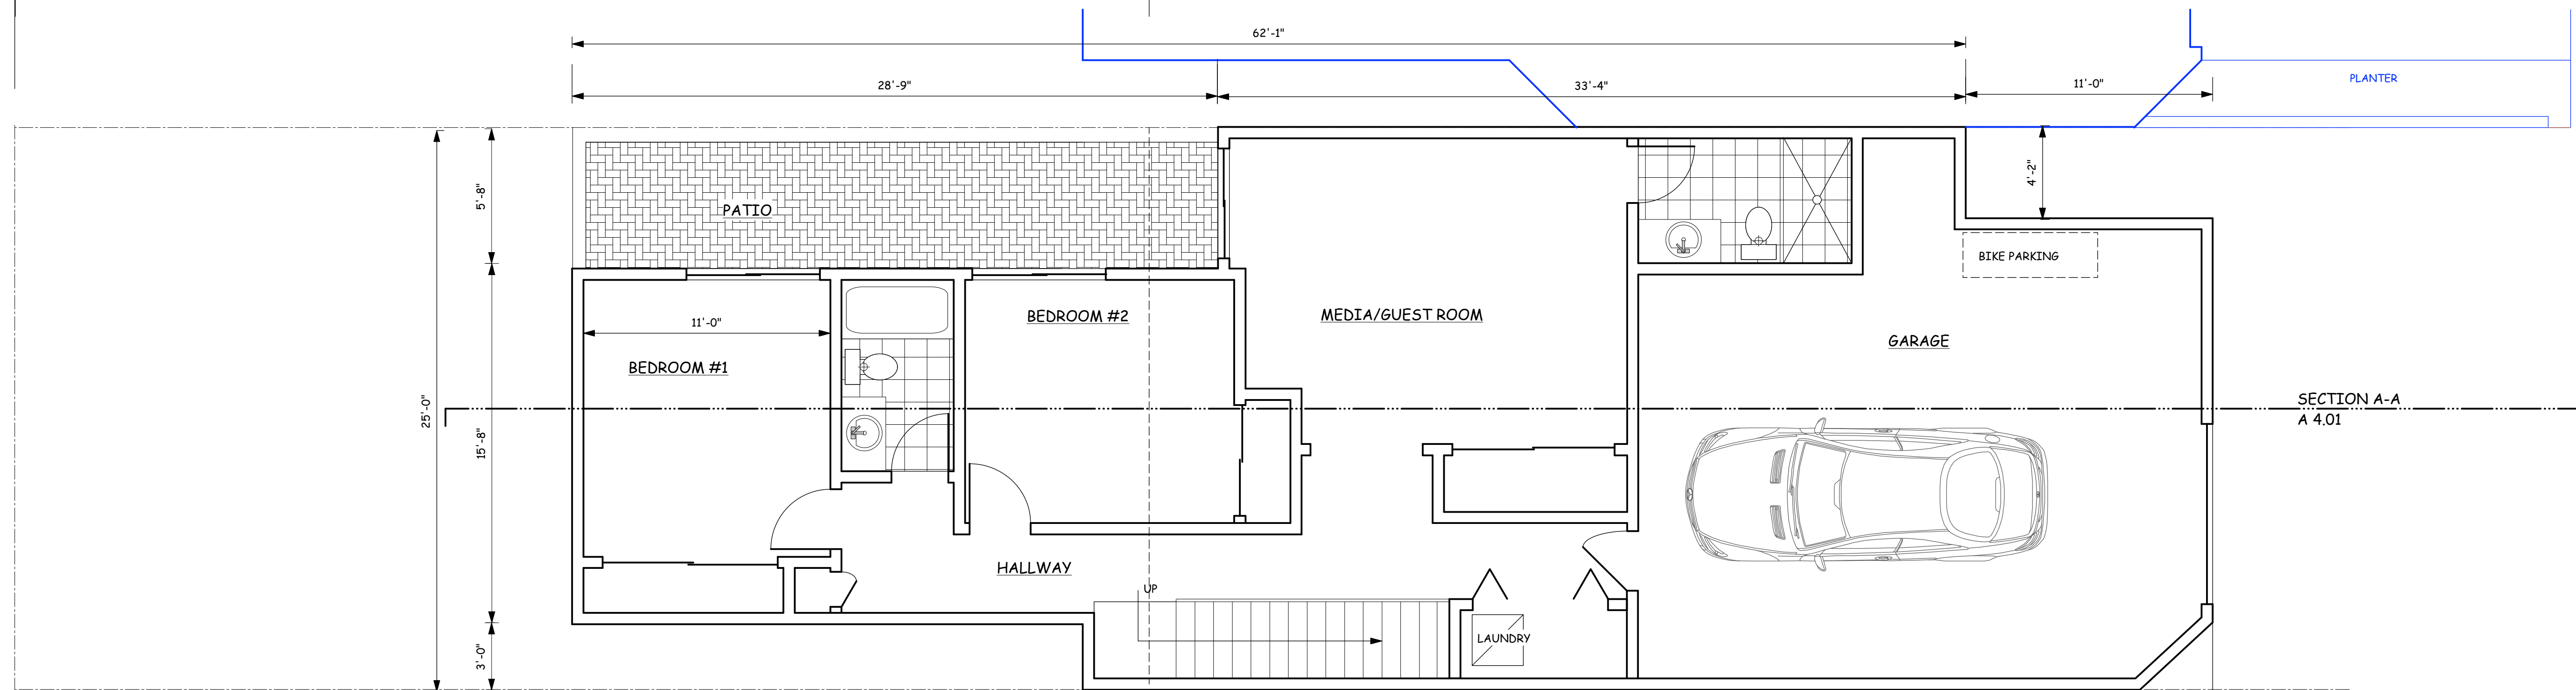 62'-1"
28'-9"
33'-4"
11'-0"
PLANTER
5'-8"
4'-2"
PATIO
BIKE PARKING
BEDROOM #2
MEDIA/GUEST ROOM
11'-0"
GARAGE
BEDROOM #1
25'-0"
15'-8"
SECTION A-A
A 4.01
HALLWAY
UP
LAUNDRY
3'-0"